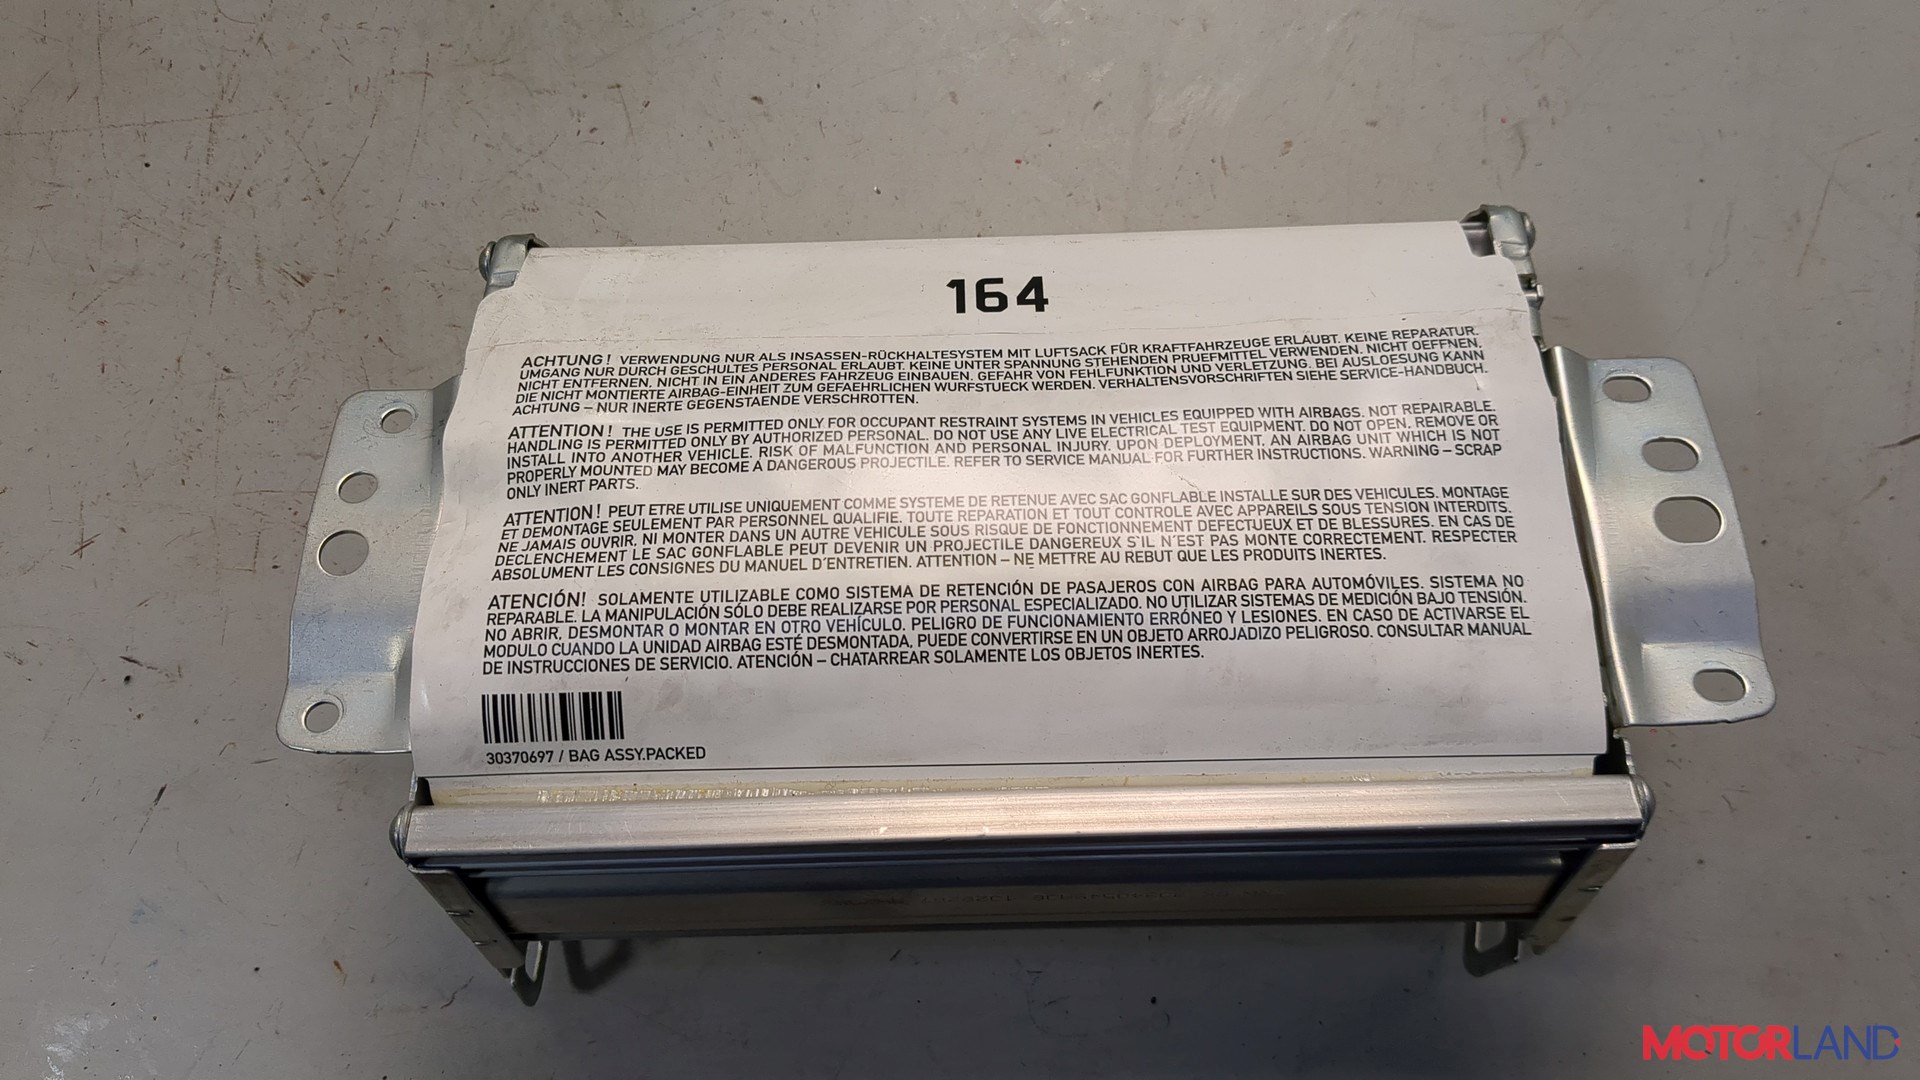 164
ACHTUNG! VERWENDUNG NUR ALS INSASSEN-RÜCKHALTESYSTEM MIT LUFTSACK FÜR KRAFTFAHRZEUGE ERLAUBT. KEINE REPARATUR.
UMGANG NUR DURCH GESCHULTES PERSONAL ERLAUBT. KEINE UNTER SPANNUNG STEHENDEN PRUEFMITTEL VERWENDEN. NICHT OEFFNEN,
NICHT ENTFERNEN, NICHT IN EIN ANDERES FAHRZEUG EINBAUEN, GEFAHR VON FEHLFUNKTION UND VERLETZUNG. BEI AUSLOESUNG KANN
DIE NICHT MONTIERTE AIRBAG-EINHEIT ZUM GEFAEHRLICHEN WURFSTUECK WERDEN. VERHALTENSVORSCHRIFTEN SIEHE SERVICE-HANDBUCH.
ACHTUNG – NUR INERTE GEGENSTAENDE VERSCHROTTEN.
ATTENTION! THE USE IS PERMITTED ONLY FOR OCCUPANT RESTRAINT SYSTEMS IN VEHICLES EQUIPPED WITH AIRBAGS. NOT REPAIRABLE.
HANDLING IS PERMITTED ONLY BY AUTHORIZED PERSONAL. DO NOT USE ANY LIVE ELECTRICAL TEST EQUIPMENT. DO NOT OPEN, REMOVE OR
INSTALL INTO ANOTHER VEHICLE. RISK OF MALFUNCTION AND PERSONAL INJURY. UPON DEPLOYMENT, AN AIRBAG UNIT WHICH IS NOT
PROPERLY MOUNTED MAY BECOME A DANGEROUS PROJECTILE. REFER TO SERVICE MANUAL FOR FURTHER INSTRUCTIONS. WARNING – SCRAP
ONLY INERT PARTS.
ATTENTION! PEUT ETRE UTILISE UNIQUEMENT COMME SYSTEME DE RETENUE AVEC SAC GONFLABLE INSTALLE SUR DES VEHICULES. MONTAGE
ET DEMONTAGE SEULEMENT PAR PERSONNEL QUALIFIE. TOUTE REPARATION ET TOUT CONTROLE AVEC APPAREILS SOUS TENSION INTERDITS.
NE JAMAIS OUVRIR, NI MONTER DANS UN AUTRE VEHICULE SOUS RISQUE DE FONCTIONNEMENT DEFECTUEUX ET DE BLESSURES. EN CAS DE
DECLENCHEMENT LE SAC GONFLABLE PEUT DEVENIR UN PROJECTILE DANGEREUX S'IL N'EST PAS MONTE CORRECTEMENT. RESPECTER
ABSOLUMENT LES CONSIGNES DU MANUEL D'ENTRETIEN. ATTENTION – NE METTRE AU REBUT QUE LES PRODUITS INERTES.
ATENCIÓN! SOLAMENTE UTILIZABLE COMO SISTEMA DE RETENCIÓN DE PASAJEROS CON AIRBAG PARA AUTOMÓVILES. SISTEMA NO
REPARABLE. LA MANIPULACIÓN SÓLO DEBE REALIZARSE POR PERSONAL ESPECIALIZADO. NO UTILIZAR SISTEMAS DE MEDICIÓN BAJO TENSIÓN.
NO ABRIR, DESMONTAR O MONTAR EN OTRO VEHÍCULO. PELIGRO DE FUNCIONAMIENTO ERRÓNEO Y LESIONES. EN CASO DE ACTIVARSE EL
MODULO CUANDO LA UNIDAD AIRBAG ESTÉ DESMONTADA, PUEDE CONVERTIRSE EN UN OBJETO ARROJADIZO PELIGROSO. CONSULTAR MANUAL
DE INSTRUCCIONES DE SERVICIO. ATENCIÓN – CHATARREAR SOLAMENTE LOS OBJETOS INERTES.
30370697 / BAG ASSY.PACKED
MOTORLAND